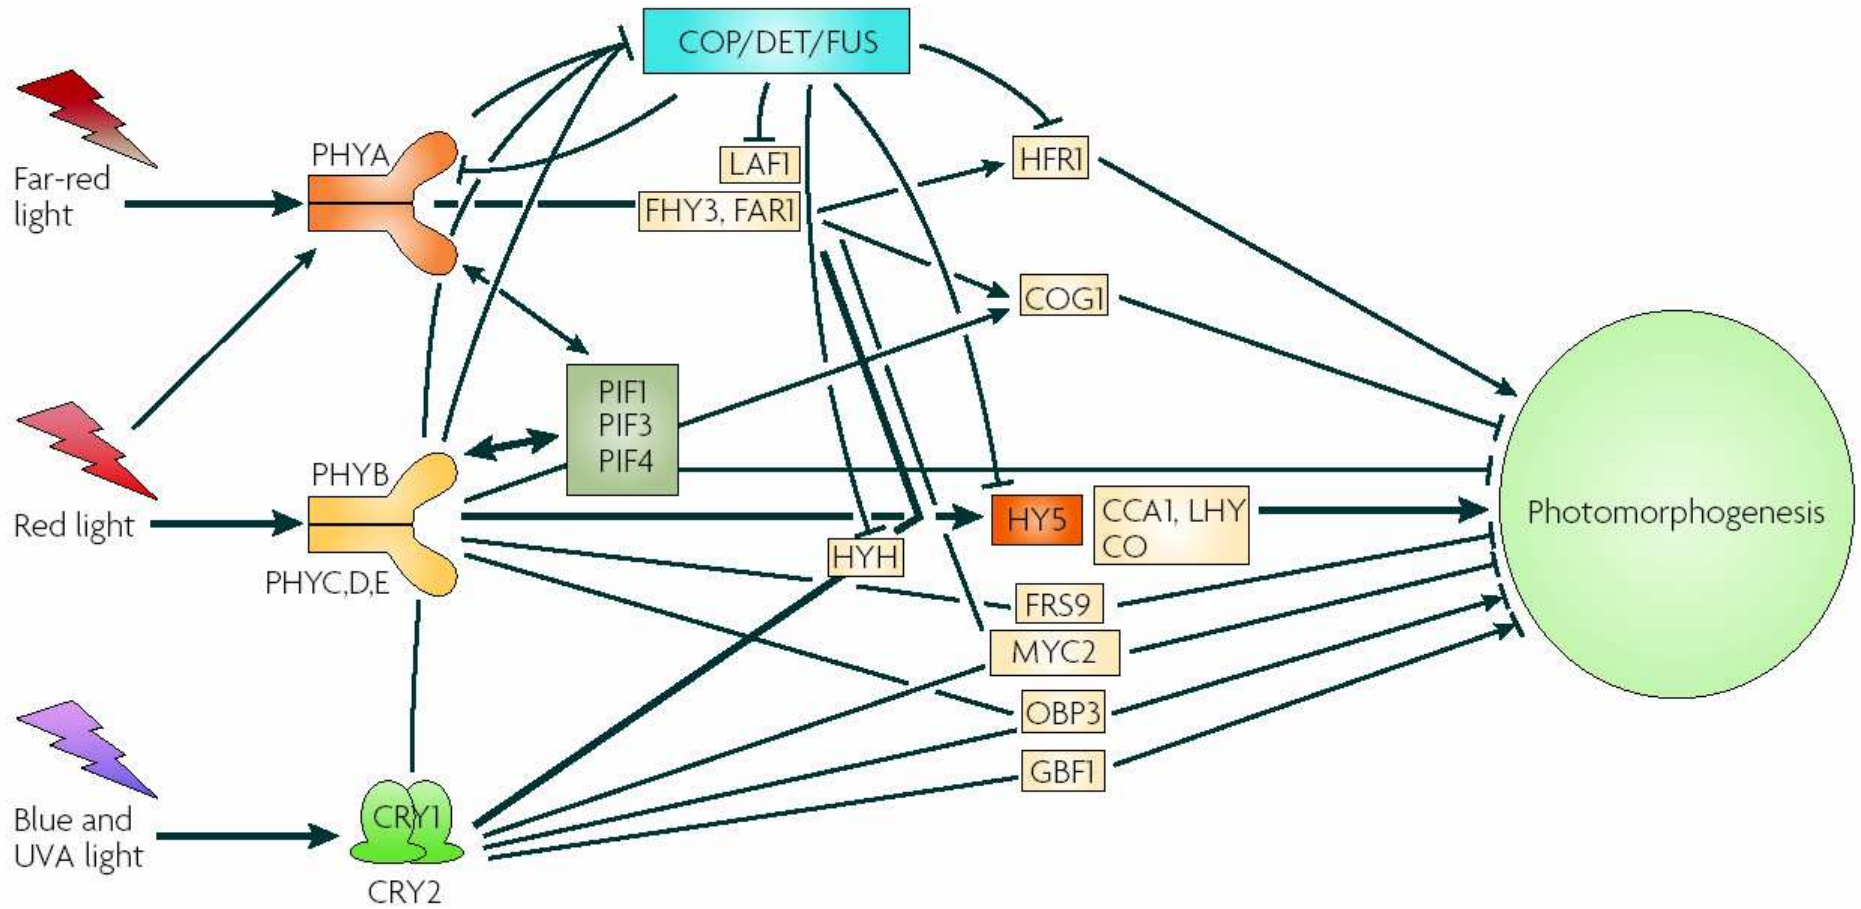 COP/DET/FUS
PHYA
Far-red
light
LAF1
FHY3, FAR1
HFR1
COG1
PIF1
PIF3
PIF4
PHYB
Red light
PHYC,D,E
HY5
CCA1, LHY
CO
HYH
Photomorphogenesis
FRS9
MYC2
OBP3
GBF1
Blue and
UVA light
CRY1
CRY2